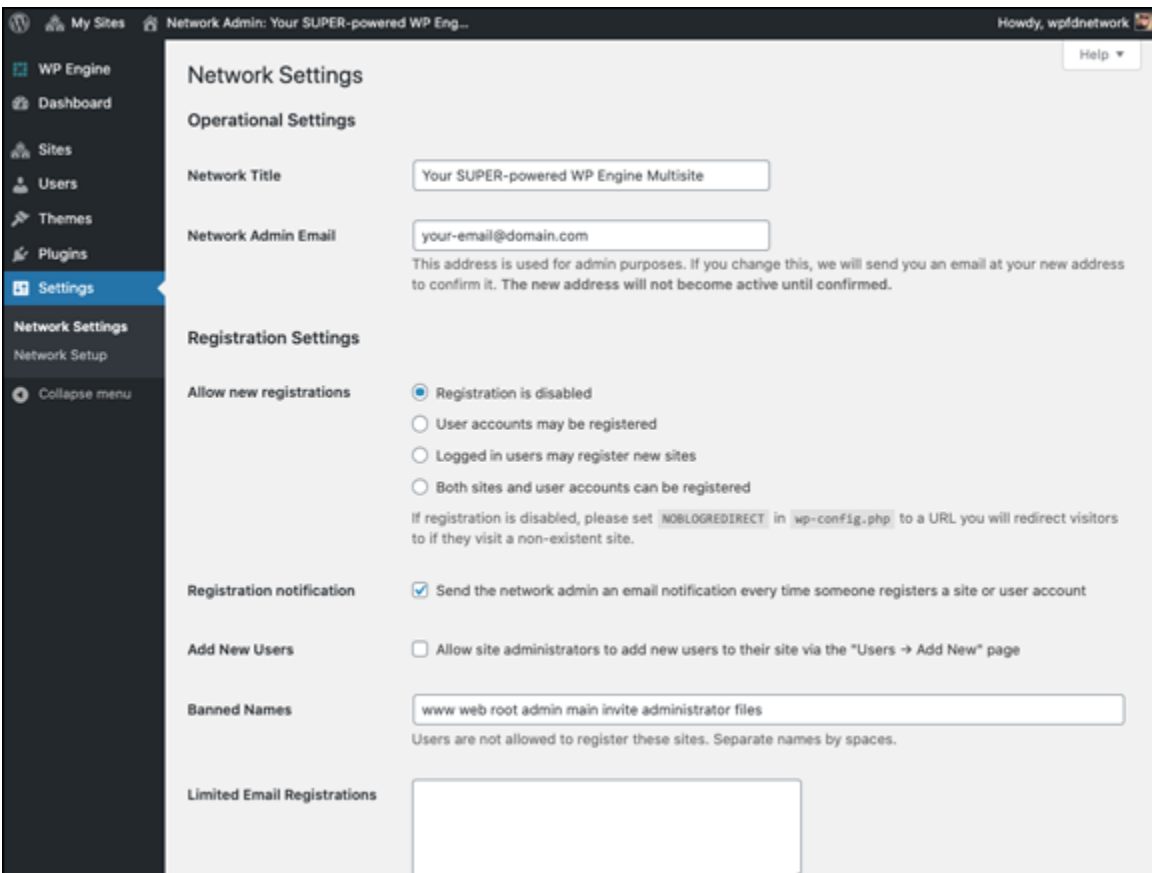 My Sites
Network Admin: Your SUPER-powered WP Eng...
Howdy, wpfdnetwork
Help
WP Engine
Dashboard
Sites
Users
Themes
Plugins
Settings
Network Settings
Network Setup
Collapse menu
Network Settings
Operational Settings
Network Title
Your SUPER-powered WP Engine Multisite
Network Admin Email
your-email@domain.com
This address is used for admin purposes. If you change this, we will send you an email at your new address
to confirm it. The new address will not become active until confirmed.
Registration Settings
Allow new registrations
Registration is disabled
User accounts may be registered
Logged in users may register new sites
Both sites and user accounts can be registered
If registration is disabled, please set NOBLOGREDIRECT in wp-config.php to a URL you will redirect visitors
to if they visit a non-existent site.
Registration notification
Send the network admin an email notification every time someone registers a site or user account
Add New Users
Allow site administrators to add new users to their site via the "Users → Add New" page
Banned Names
www web root admin main invite administrator files
Users are not allowed to register these sites. Separate names by spaces.
Limited Email Registrations